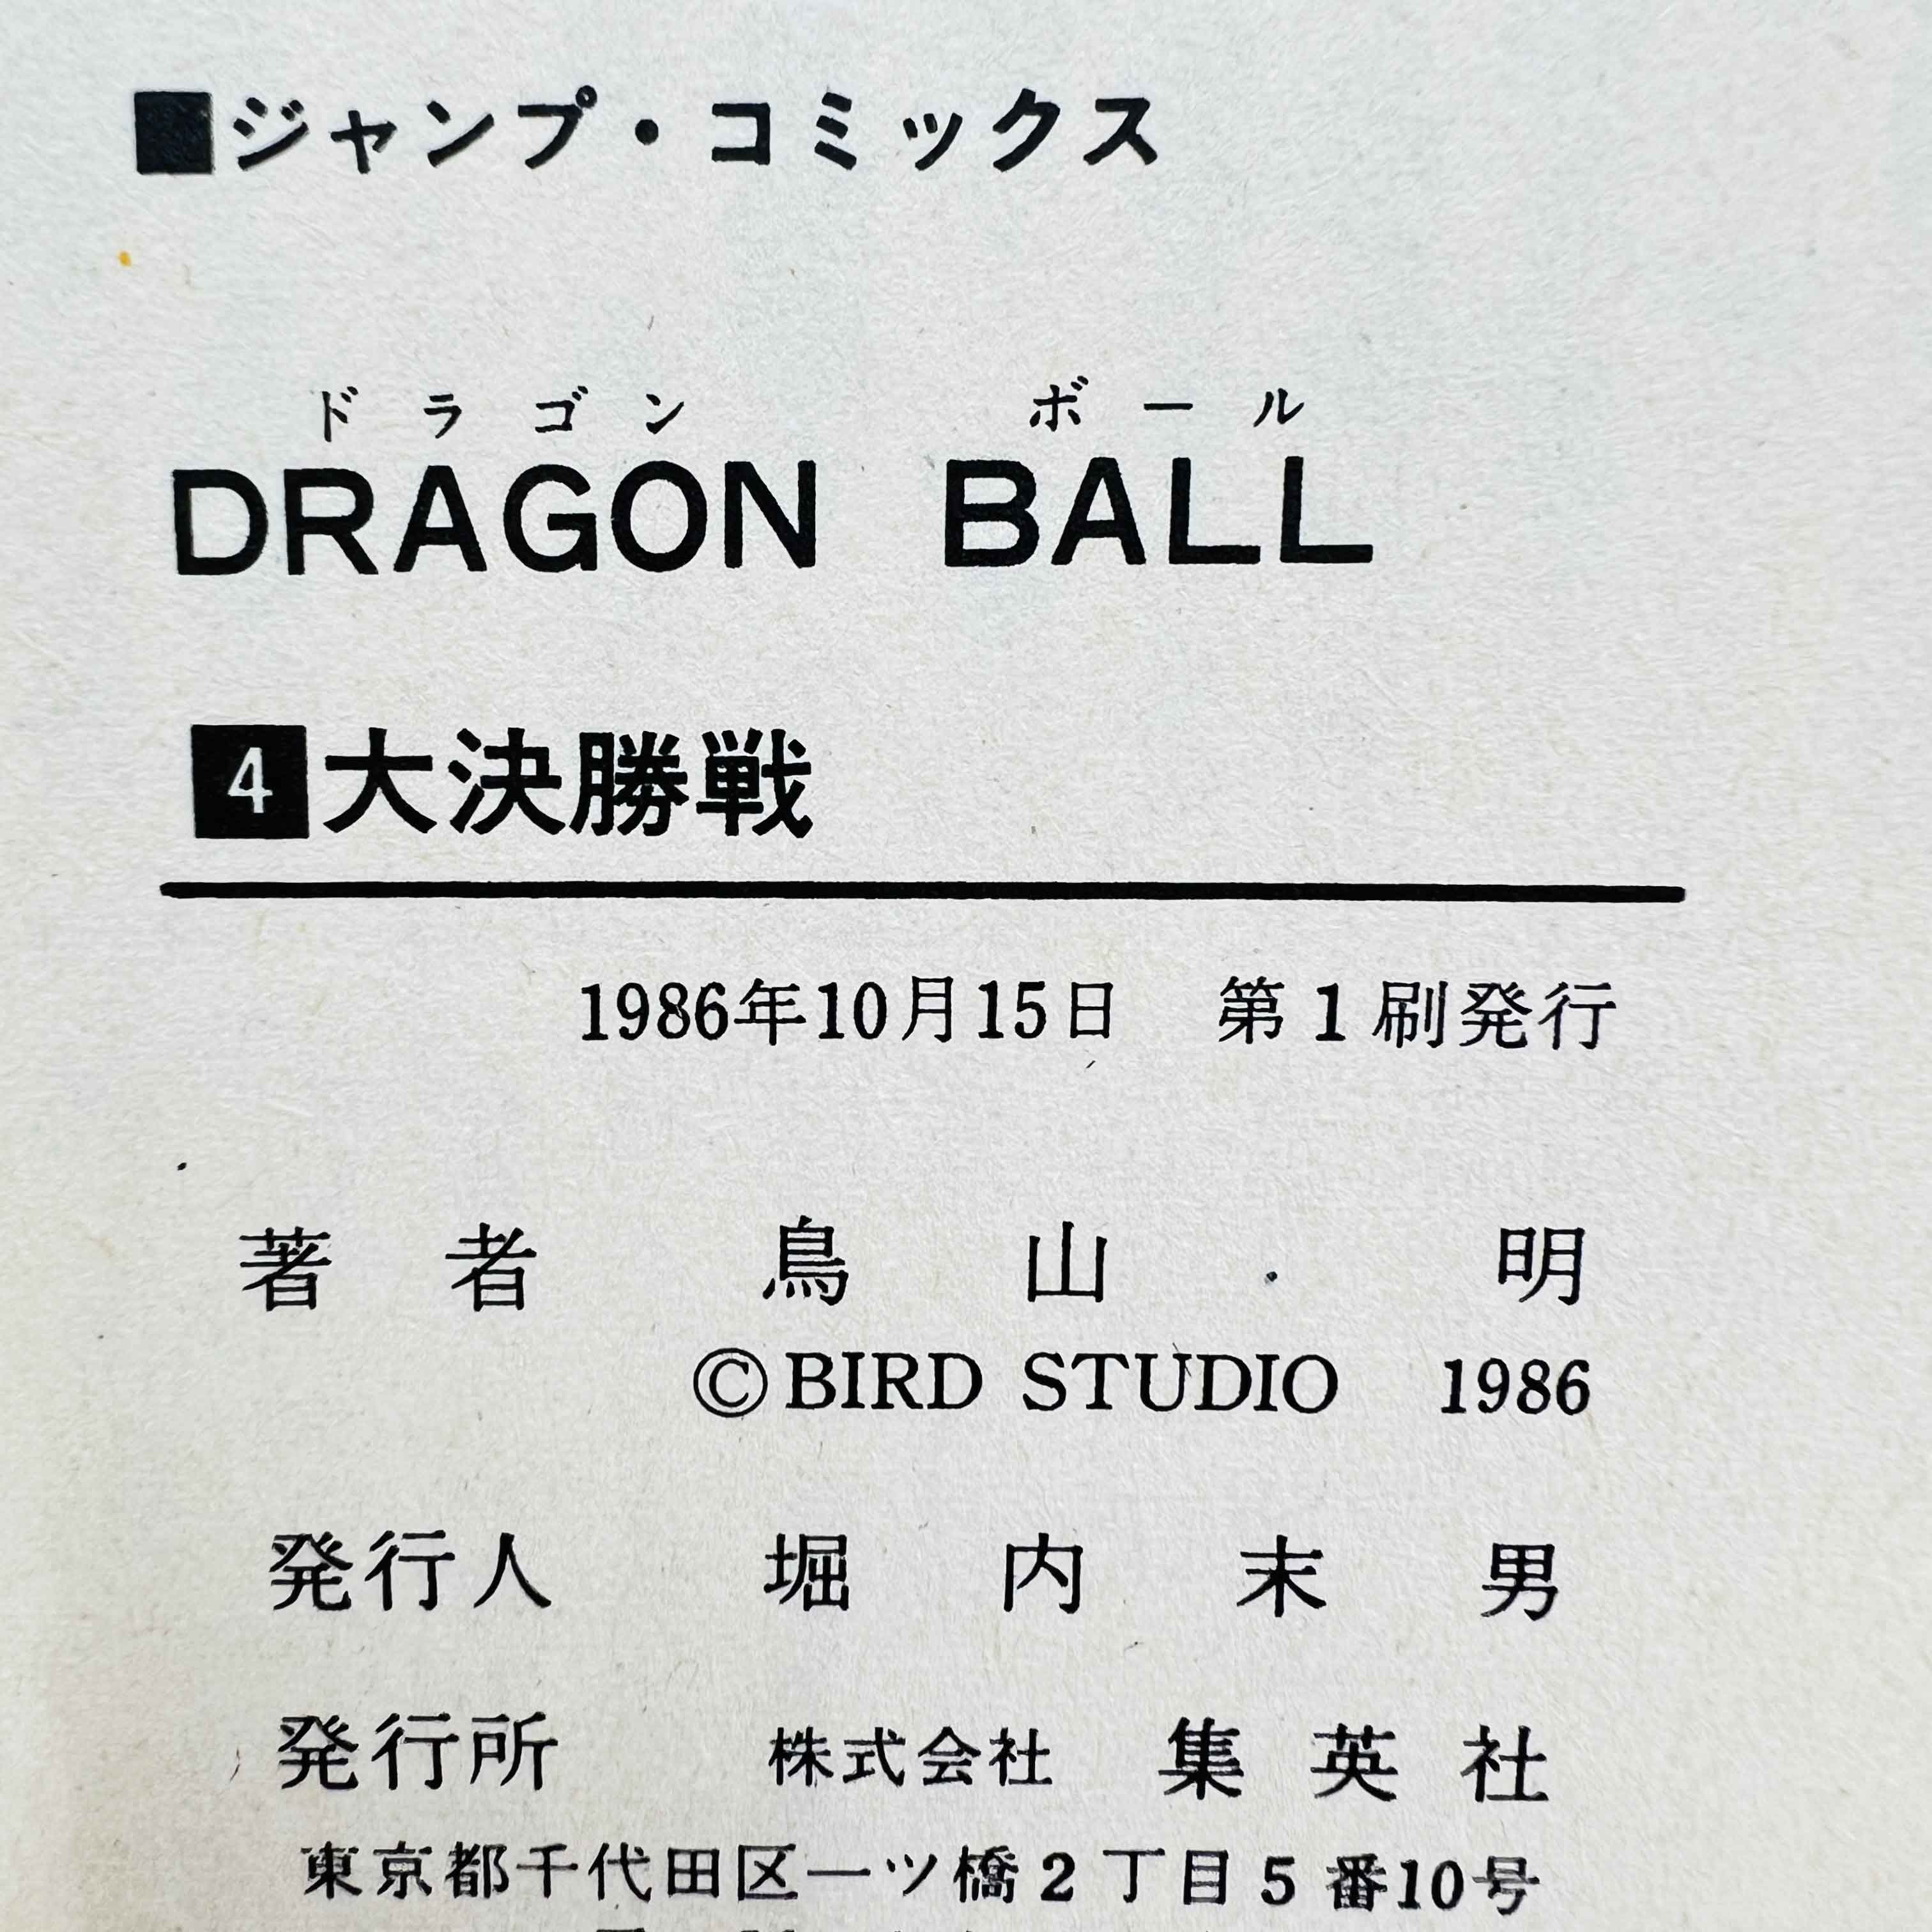 ■ジャンプ・コミックス
ドラゴン ボール
DRAGON BALL
4 大決勝戦
1986年10月15日 第1刷発行
著者 鳥山 明
©BIRD STUDIO 1986
発行人 堀内末男
発行所 株式会社 集英社
東京都千代田区一ツ橋2丁目5番10号